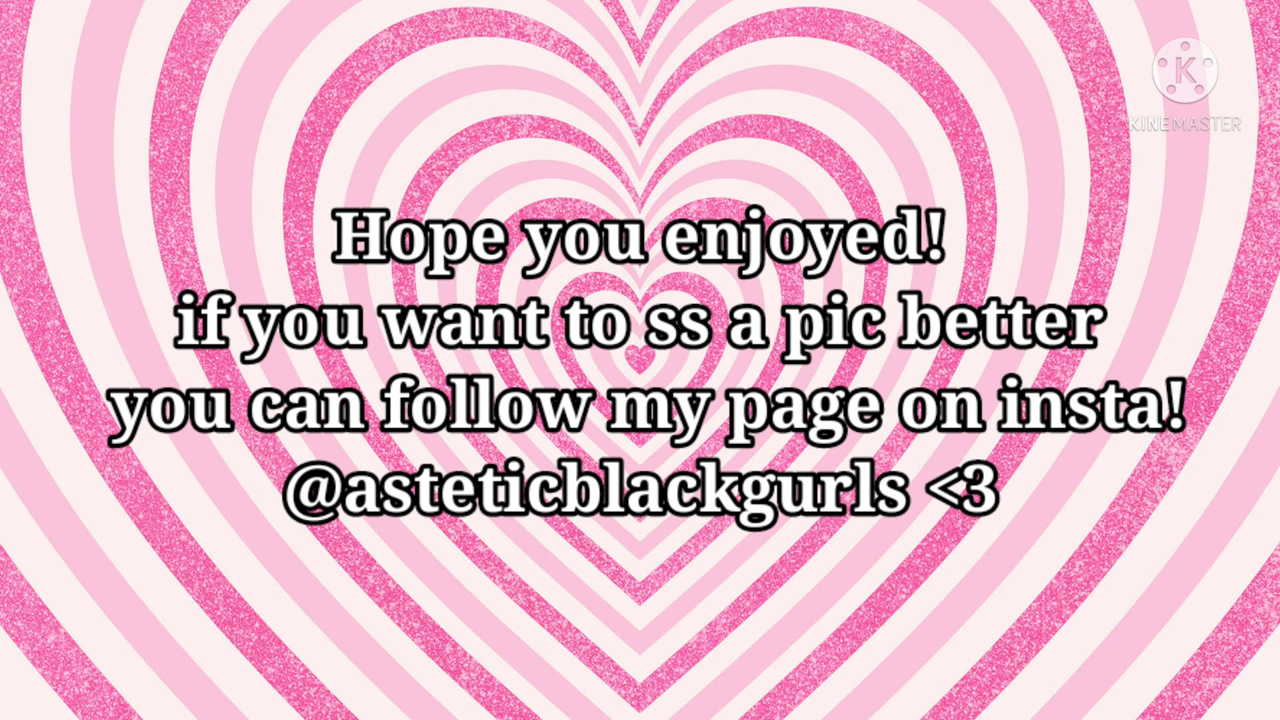 K
KINEMASTER
Hope you enjoyed!
if you want to ss a pic better
you can follow my page on insta!
@asteticblackgurls <3